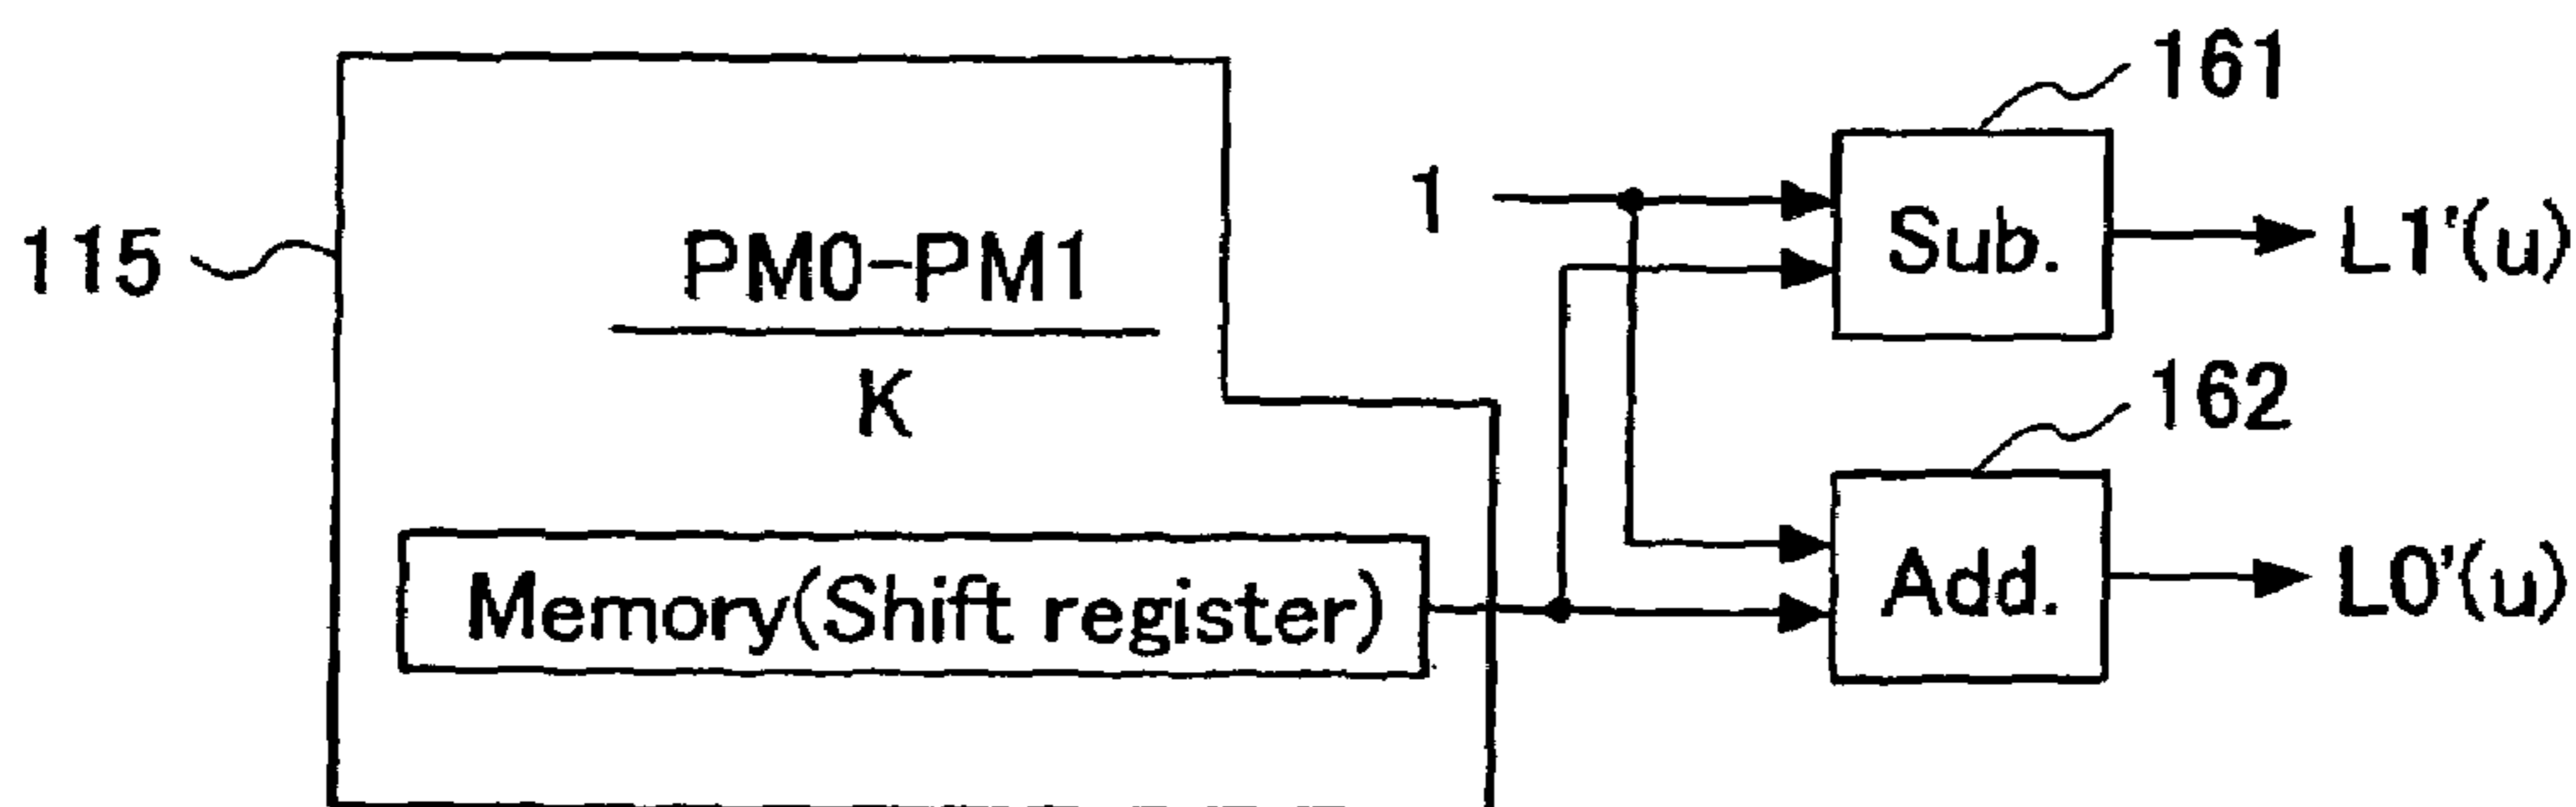 161
1
Sub.
L1'(u)
115
PM0-PM1
K
162
Memory(Shift register)
Add.
L0'(u)